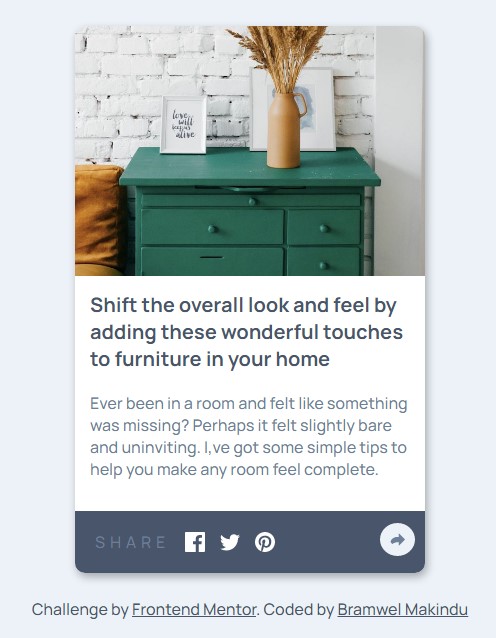 love
will
keep us
alive
Shift the overall look and feel by
adding these wonderful touches
to furniture in your home
Ever been in a room and felt like something
was missing? Perhaps it felt slightly bare
and uninviting. I,ve got some simple tips to
help you make any room feel complete.
SHARE
Challenge by Frontend Mentor. Coded by Bramwel Makindu